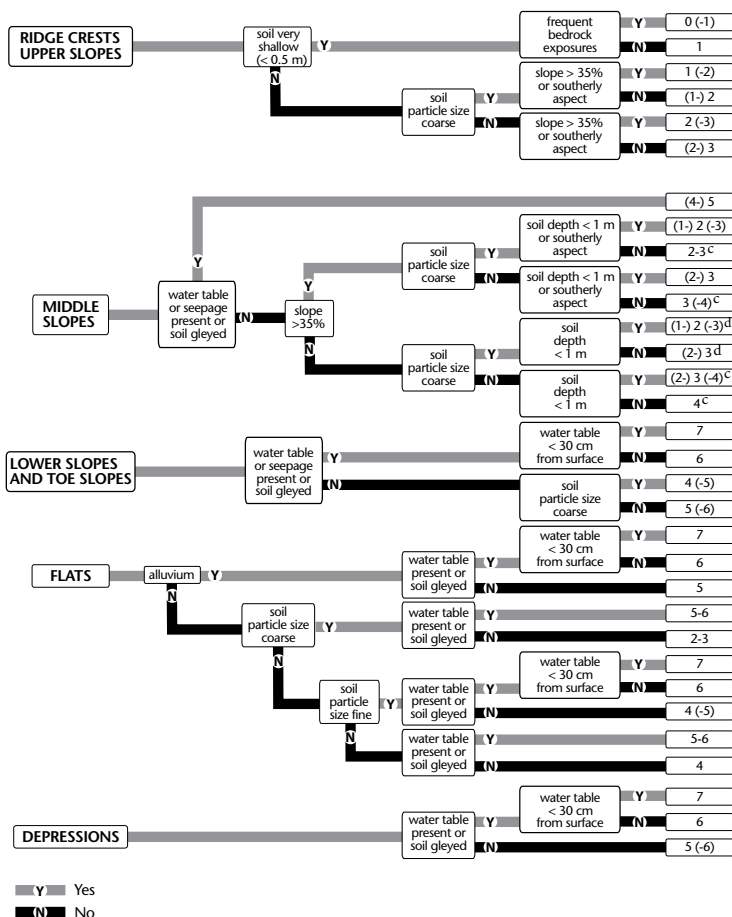 RIDGE CRESTS
UPPER SLOPES
soil very
shallow
(< 0.5 m)
Y
frequent
bedrock
exposures
Y
0 (-1)
N
1
N
soil
particle size
coarse
Y
slope > 35%
or southerly
aspect
Y
1 (-2)
N
(1-) 2
N
slope > 35%
or southerly
aspect
Y
2 (-3)
N
(2-) 3
MIDDLE
SLOPES
water table
or seepage
present or
soil gleyed
Y
(4-) 5
N
slope
>35%
Y
soil
particle size
coarse
Y
soil depth < 1 m
or southerly
aspect
Y
(1-) 2 (-3)
N
2-3 c
N
soil depth < 1 m
or southerly
aspect
Y
(2-) 3
N
3 (-4) c
N
soil
particle size
coarse
Y
soil
depth
< 1 m
Y
(1-) 2 (-3) d
N
(2-) 3 d
N
soil
depth
< 1 m
Y
(2-) 3 (-4) c
N
4 c
LOWER SLOPES
AND TOE SLOPES
water table
or seepage
present or
soil gleyed
Y
water table
< 30 cm
from surface
Y
7
N
6
N
soil
particle size
coarse
Y
4 (-5)
N
5 (-6)
FLATS
alluvium
Y
water table
present or
soil gleyed
Y
water table
< 30 cm
from surface
Y
7
N
6
N
5
N
soil
particle size
coarse
Y
water table
present or
soil gleyed
Y
5-6
N
2-3
N
soil
particle
size fine
Y
water table
present or
soil gleyed
Y
water table
< 30 cm
from surface
Y
7
N
6
N
4 (-5)
N
water table
present or
soil gleyed
Y
5-6
N
4
DEPRESSIONS
water table
present or
soil gleyed
Y
water table
< 30 cm
from surface
Y
7
N
6
N
5 (-6)
Y Yes
N No